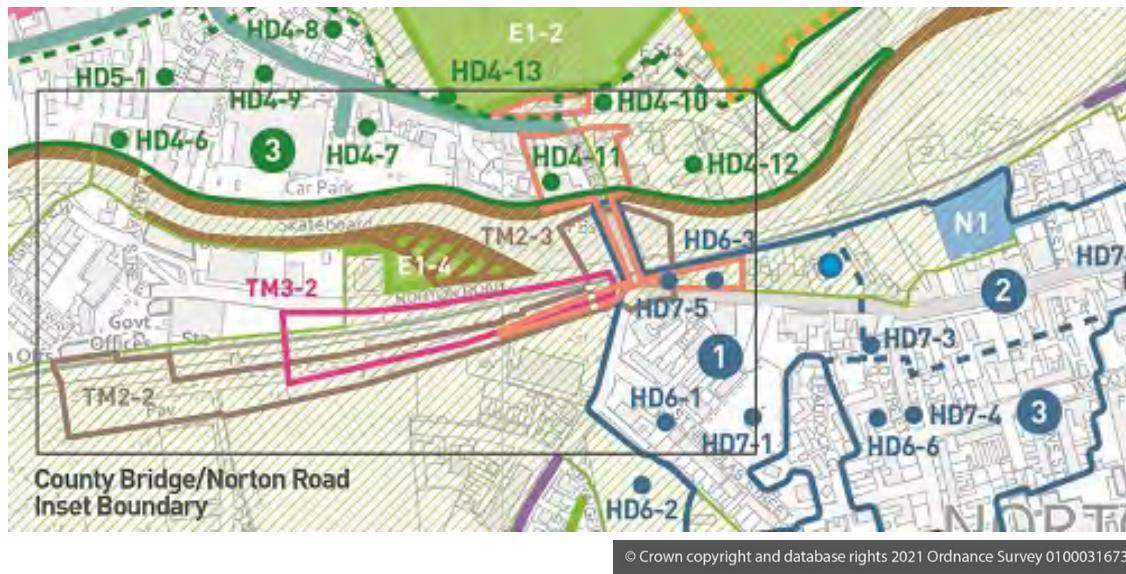 HD4-8
E1-2
HD5-1
HD4-9
HD4-13
HD4-10
HD4-6
3
HD4-7
HD4-11
HD4-12
Car Park
Skateboard
TM2-3
HD6-3
N1
E1-4
TM3-2
HD7-5
2
HD7-
Govt
Offices
Sta
HD7-3
1
TM2-2
Pav
HD6-1
HD7-1
HD7-4
3
HD6-6
County Bridge/Norton Road
Inset Boundary
HD6-2
NORT
© Crown copyright and database rights 2021 Ordnance Survey 0100031673